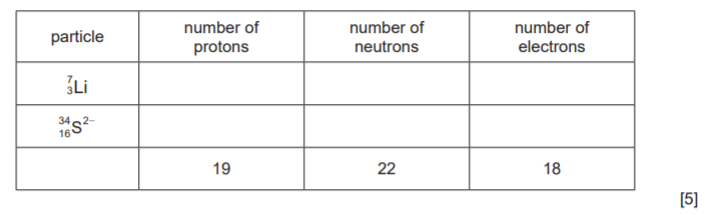 particle number of protons number of neutrons number of electrons
⁷₃Li
³⁴₁₆S²⁻
19 22 18
[5]